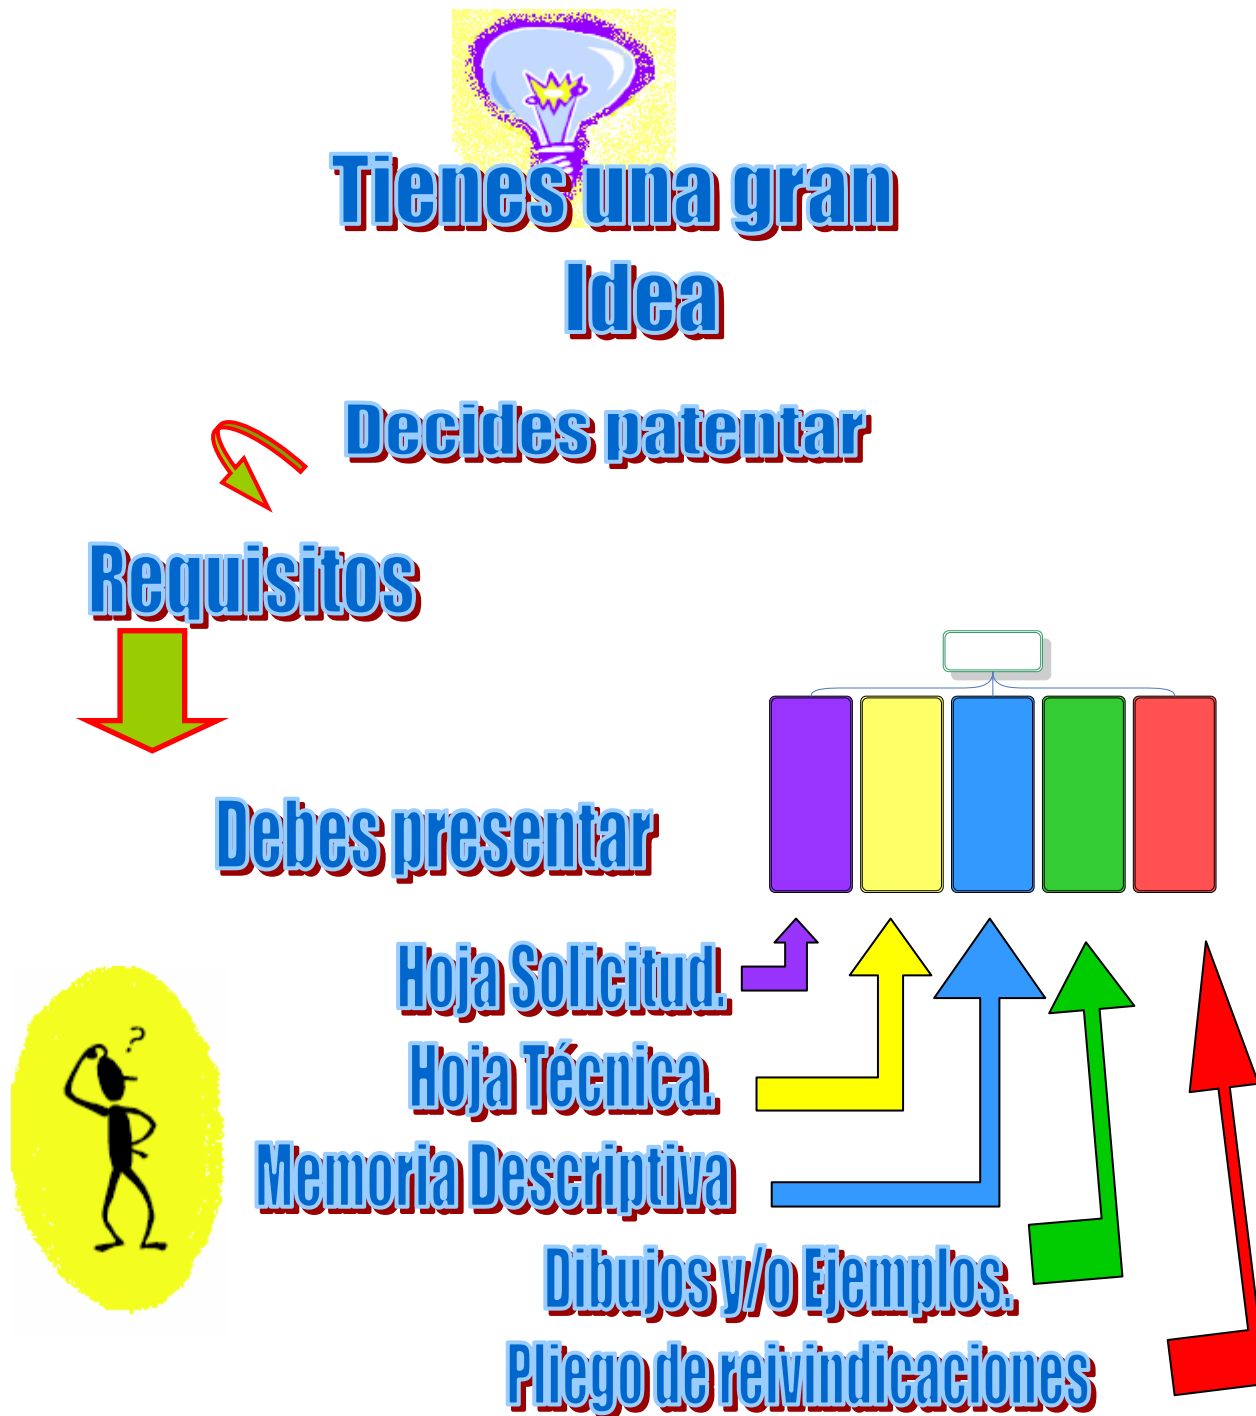 Tienes una gran
Idea
Decides patentar
Requisitos
Debes presentar
Hoja Solicitud.
?
Hoja Técnica.
Memoria Descriptiva
Dibujos y/o Ejemplos.
Pliego de reivindicaciones